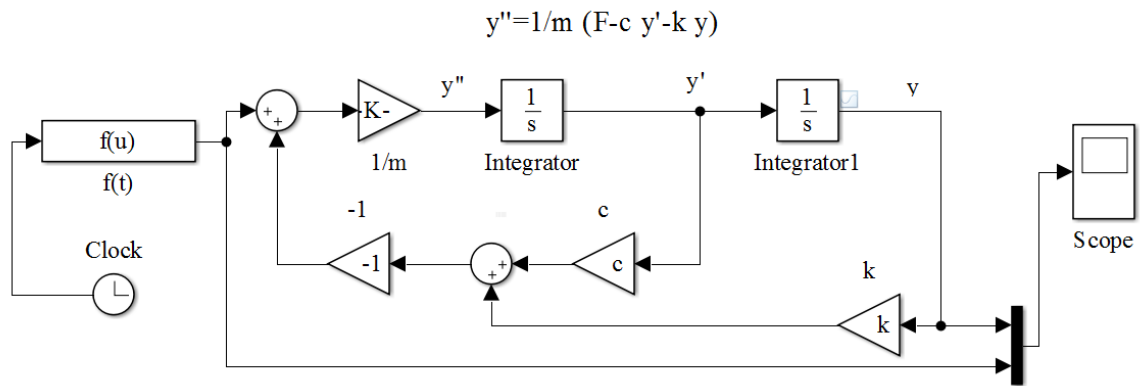 y''=1/m (F-c y'-k y)
y''
y'
y
+
+
-K-
1
s
1
s
f(u)
1/m
Integrator
Integrator1
f(t)
-1
c
Scope
Clock
-1
+
+
c
k
k